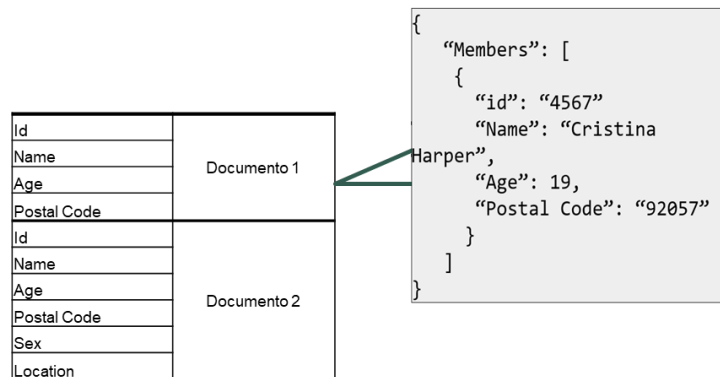 Id
Name
Age
Postal Code
Documento 1
Id
Name
Age
Postal Code
Sex
Location
Documento 2
{
“Members”: [
{
“id”: “4567”
“Name”: “Cristina
Harper”,
“Age”: 19,
“Postal Code”: “92057”
}
]
}